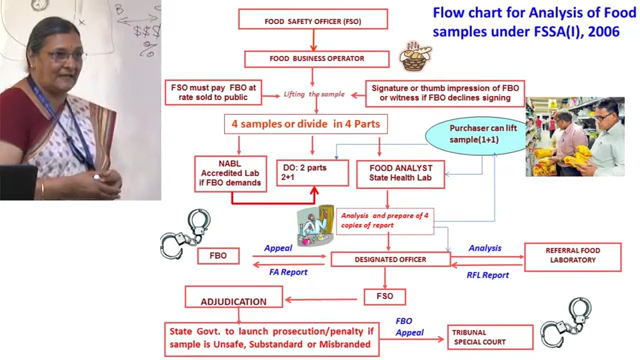 Flow chart for Analysis of Food
samples under FSSA(I), 2006
FOOD SAFETY OFFICER (FSO)
FOOD BUSINESS OPERATOR
FSO must pay FBO at
rate sold to public
Lifting the sample
Signature or thumb impression of FBO
or witness if FBO declines signing
4 samples or divide in 4 Parts
Purchaser can lift
sample(1+1)
NABL
Accredited Lab
if FBO demands
DO: 2 parts
2+1
FOOD ANALYST
State Health Lab
Analysis and prepare of 4
copies of report
FBO
Appeal
FA Report
DESIGNATED OFFICER
Analysis
RFL Report
REFERRAL FOOD
LABORATORY
FSO
ADJUDICATION
State Govt. to launch prosecution/penalty if
sample is Unsafe, Substandard or Misbranded
FBO
Appeal
TRIBUNAL
SPECIAL COURT
B
$$$
%